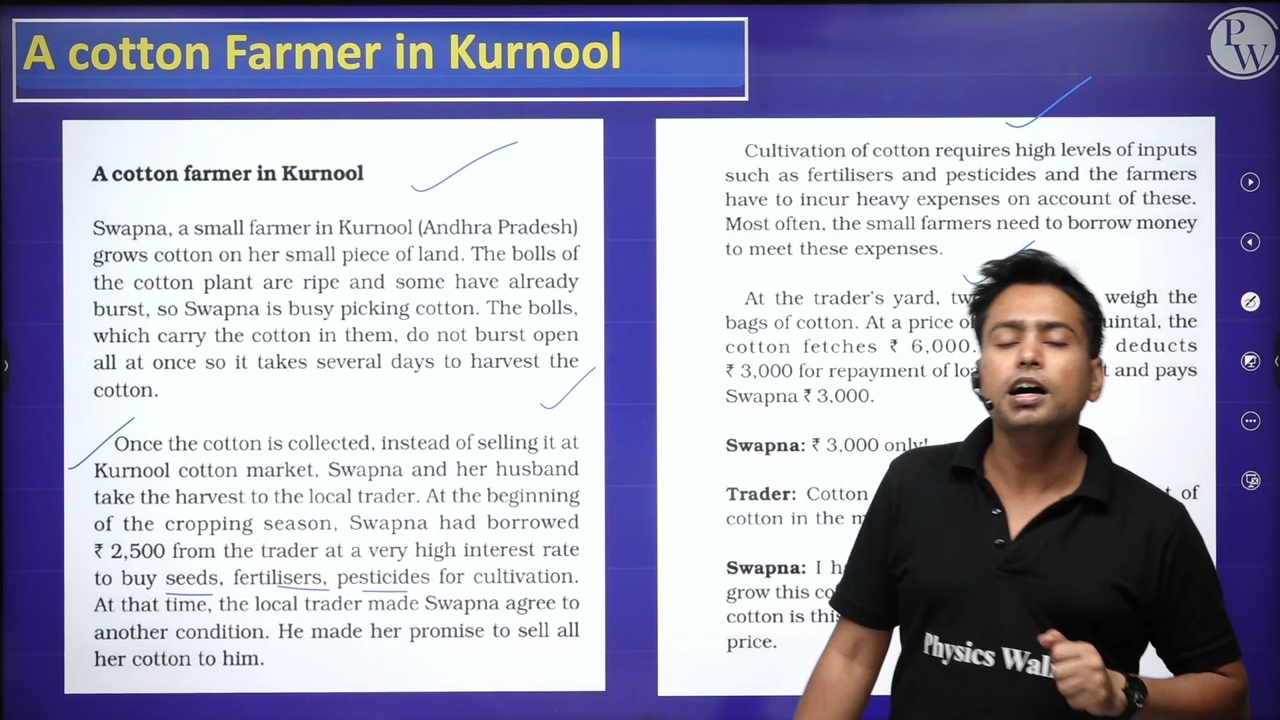 A cotton Farmer in Kurnool
PW
A cotton farmer in Kurnool
Swapna, a small farmer in Kurnool (Andhra Pradesh)
grows cotton on her small piece of land. The bolls of
the cotton plant are ripe and some have already
burst, so Swapna is busy picking cotton. The bolls,
which carry the cotton in them, do not burst open
all at once so it takes several days to harvest the
cotton.
Once the cotton is collected, instead of selling it at
Kurnool cotton market, Swapna and her husband
take the harvest to the local trader. At the beginning
of the cropping season, Swapna had borrowed
₹ 2,500 from the trader at a very high interest rate
to buy seeds, fertilisers, pesticides for cultivation.
At that time, the local trader made Swapna agree to
another condition. He made her promise to sell all
her cotton to him.
Cultivation of cotton requires high levels of inputs
such as fertilisers and pesticides and the farmers
have to incur heavy expenses on account of these.
Most often, the small farmers need to borrow money
to meet these expenses.
At the trader's yard, weigh the
bags of cotton. At a price the
cotton fetches ₹ 6,000. deducts
₹ 3,000 for repayment of and pays
Swapna ₹ 3,000.
Swapna: ₹ 3,000 only!
Trader: Cotton of
cotton in the
Swapna: I
grow this
cotton is
price.
Physics